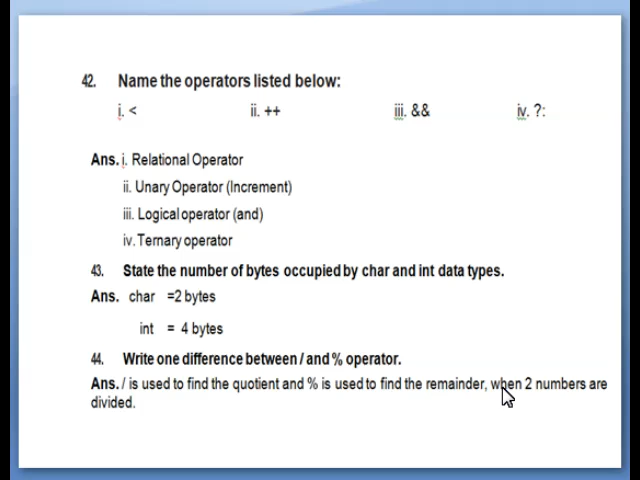 42. Name the operators listed below:
i. < ii. ++ iii. && iv. ?:
Ans. i. Relational Operator
ii. Unary Operator (Increment)
iii. Logical operator (and)
iv. Ternary operator
43. State the number of bytes occupied by char and int data types.
Ans. char =2 bytes
int = 4 bytes
44. Write one difference between / and % operator.
Ans. / is used to find the quotient and % is used to find the remainder, when 2 numbers are
divided.